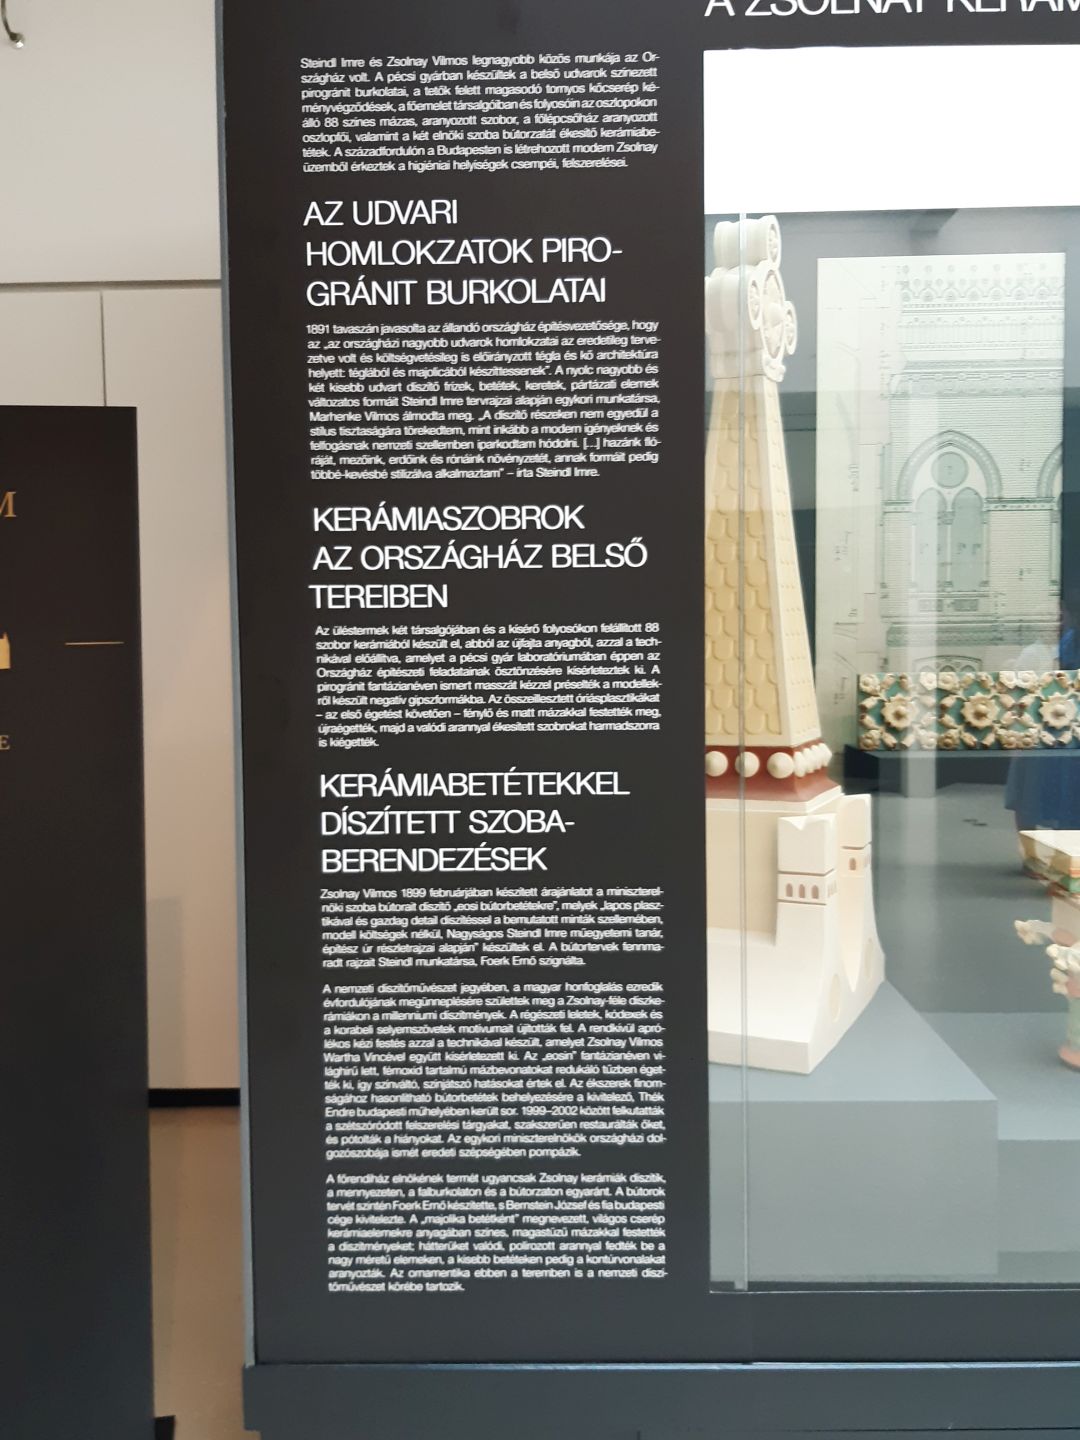 A ZSOLNAY KERÁM
Steindl Imre és Zsolnay Vilmos legnagyobb közös munkája az Or-
szágház volt. A pécsi gyárban készültek a belső udvarok színezett
pirogránit burkolatai, a tetők felett magasodó tornyos kőcserép ké-
ményvégződések, a főemelet társalgóiban és folyosóin az oszlopokon
álló 88 színes mázas, aranyozott szobor, a főlépcsőház aranyozott
oszlopfői, valamint a két elnöki szoba bútorzatát ékesítő kerámiabe-
tétek. A századfordulón a Budapesten is létrehozott modern Zsolnay
üzemből érkeztek a higiéniai helyiségek csempéi, felszerelései.
AZ UDVARI
HOMLOKZATOK PIRO-
GRÁNIT BURKOLATAI
1891 tavaszán javasolta az állandó országház építésvezetősége, hogy
az „az országházi nagyobb udvarok homlokzatai az eredetileg terve-
zetve volt és költségvetésileg is előirányzott tégla és kő architektúra
helyett: téglából és majolicából készíttessenek". A nyolc nagyobb és
két kisebb udvart díszítő frízek, betétek, keretek, pártázati elemek
változatos formáit Steindl Imre tervrajzai alapján egykori munkatársa,
Marhenke Vilmos álmodta meg. „A díszítő részeken nem egyedül a
stilus tisztaságára törekedtem, mint inkább a modern igényeknek és
felfogásnak nemzeti szellemben iparkodtam hódolni. [...] hazánk fló-
ráját, mezőink, erdőink és rónáink növényzetét, annak formáit pedig
többé-kevésbé stilizálva alkalmaztam" – írta Steindl Imre.
KERÁMIASZOBROK
AZ ORSZÁGHÁZ BELSŐ
TEREIBEN
Az üléstermek két társalgójában és a kísérő folyosókon felállított 88
szobor kerámiából készült el, abból az újfajta anyagból, azzal a tech-
nikával előállítva, amelyet a pécsi gyár laboratóriumában éppen az
Országház építészeti feladatainak ösztönzésére kísérleteztek ki. A
pirogránit fantázianéven ismert masszát kézzel préselték a modellek-
ről készült negatív gipszformákba. Az összeillesztett óriásplasztikákat
– az első égetést követően – fénylő és matt mázakkal festették meg,
újraégették, majd a valódi arannyal ékesített szobrokat harmadszorra
is kiégették.
KERÁMIABETÉTEKKEL
DÍSZÍTETT SZOBA-
BERENDEZÉSEK
Zsolnay Vilmos 1899 februárjában készített árajánlatot a miniszterel-
nöki szoba bútorait díszítő „eosi bútorbetétekre", melyek „lapos plasz-
tikával és gazdag detail díszítéssel a bemutatott minták szellemében,
modell költségek nélkül, Nagyságos Steindl Imre műegyetemi tanár,
építész úr részletrajzai alapján" készültek el. A bútortervek fennma-
radt rajzait Steindl munkatársa, Foerk Ernő szignálta.
A nemzeti díszítőművészet jegyében, a magyar honfoglalás ezredik
évfordulójának megünneplésére születtek meg a Zsolnay-féle díszke-
rámiákon a millenniumi díszítmények. A régészeti leletek, kódexek és
a korabeli selyemszövetek motívumait újították fel. A rendkívül apró-
lékos kézi festés azzal a technikával készült, amelyet Zsolnay Vilmos
Wartha Vincével együtt kísérletezett ki. Az „eosin" fantázianéven vi-
lághírű lett, fémoxid tartalmú mázbevonatokat redukáló tűzben éget-
ték ki, így színváltó, színjátszó hatásokat értek el. Az ékszerek finom-
ságához hasonlítható bútorbetétek behelyezésére a kivitelező, Thék
Endre budapesti műhelyében került sor. 1999–2002 között felkutatták
a szétszóródott felszerelési tárgyakat, szakszerűen restaurálták őket,
és pótolták a hiányokat. Az egykori miniszterelnökök országházi dol-
gozószobája ismét eredeti szépségében pompázik.
A főrendiház elnökének termét ugyancsak Zsolnay kerámiák díszítik,
a mennyezeten, a falburkolaton és a bútorzaton egyaránt. A bútorok
tervét szintén Foerk Ernő készítette, s Bernstein József és fia budapesti
cége kivitelezte. A „majolika betétként" megnevezett, világos cserép
kerámiaelemekre anyagában színes, magastüzű mázakkal festették
a díszítményeket; hátterüket valódi, polírozott arannyal fedték be a
nagy méretű elemeken, a kisebb betéteken pedig a kontúrvonalakat
aranyozták. Az ornamentika ebben a teremben is a nemzeti díszí-
tőművészet körébe tartozik.
M
E